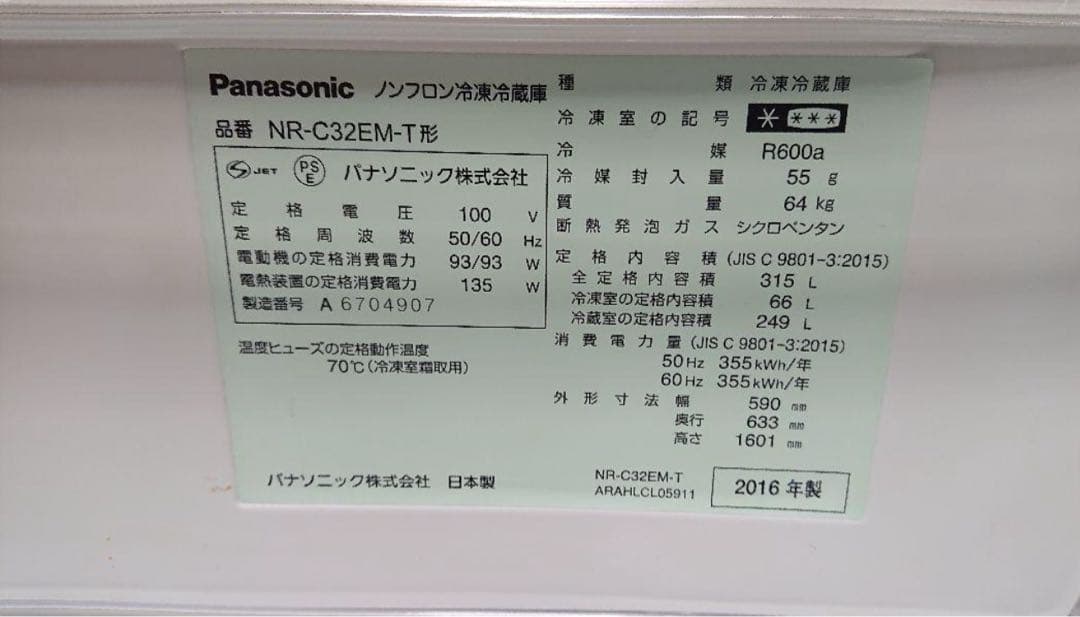 Panasonic ノンフロン冷凍冷蔵庫
品番 NR-C32EM-T形
JET PSE パナソニック株式会社
定格電圧 100 V
定格周波数 50/60 Hz
電動機の定格消費電力 93/93 W
電熱装置の定格消費電力 135 W
製造番号 A 6704907
温度ヒューズの定格動作温度
70℃(冷凍室霜取用)
パナソニック株式会社 日本製
種類 冷凍冷蔵庫
冷凍室の記号 * ***
冷媒 R600a
冷媒封入量 55 g
質量 64 kg
断熱発泡ガス シクロペンタン
定格内容積 (JIS C 9801-3:2015)
全定格内容積 315 L
冷凍室の定格内容積 66 L
冷蔵室の定格内容積 249 L
消費電力量 (JIS C 9801-3:2015)
50Hz 355kWh/年
60Hz 355kWh/年
外形寸法 幅 590 mm
奥行 633 mm
高さ 1601 mm
NR-C32EM-T
ARAHLCL05911
2016 年製